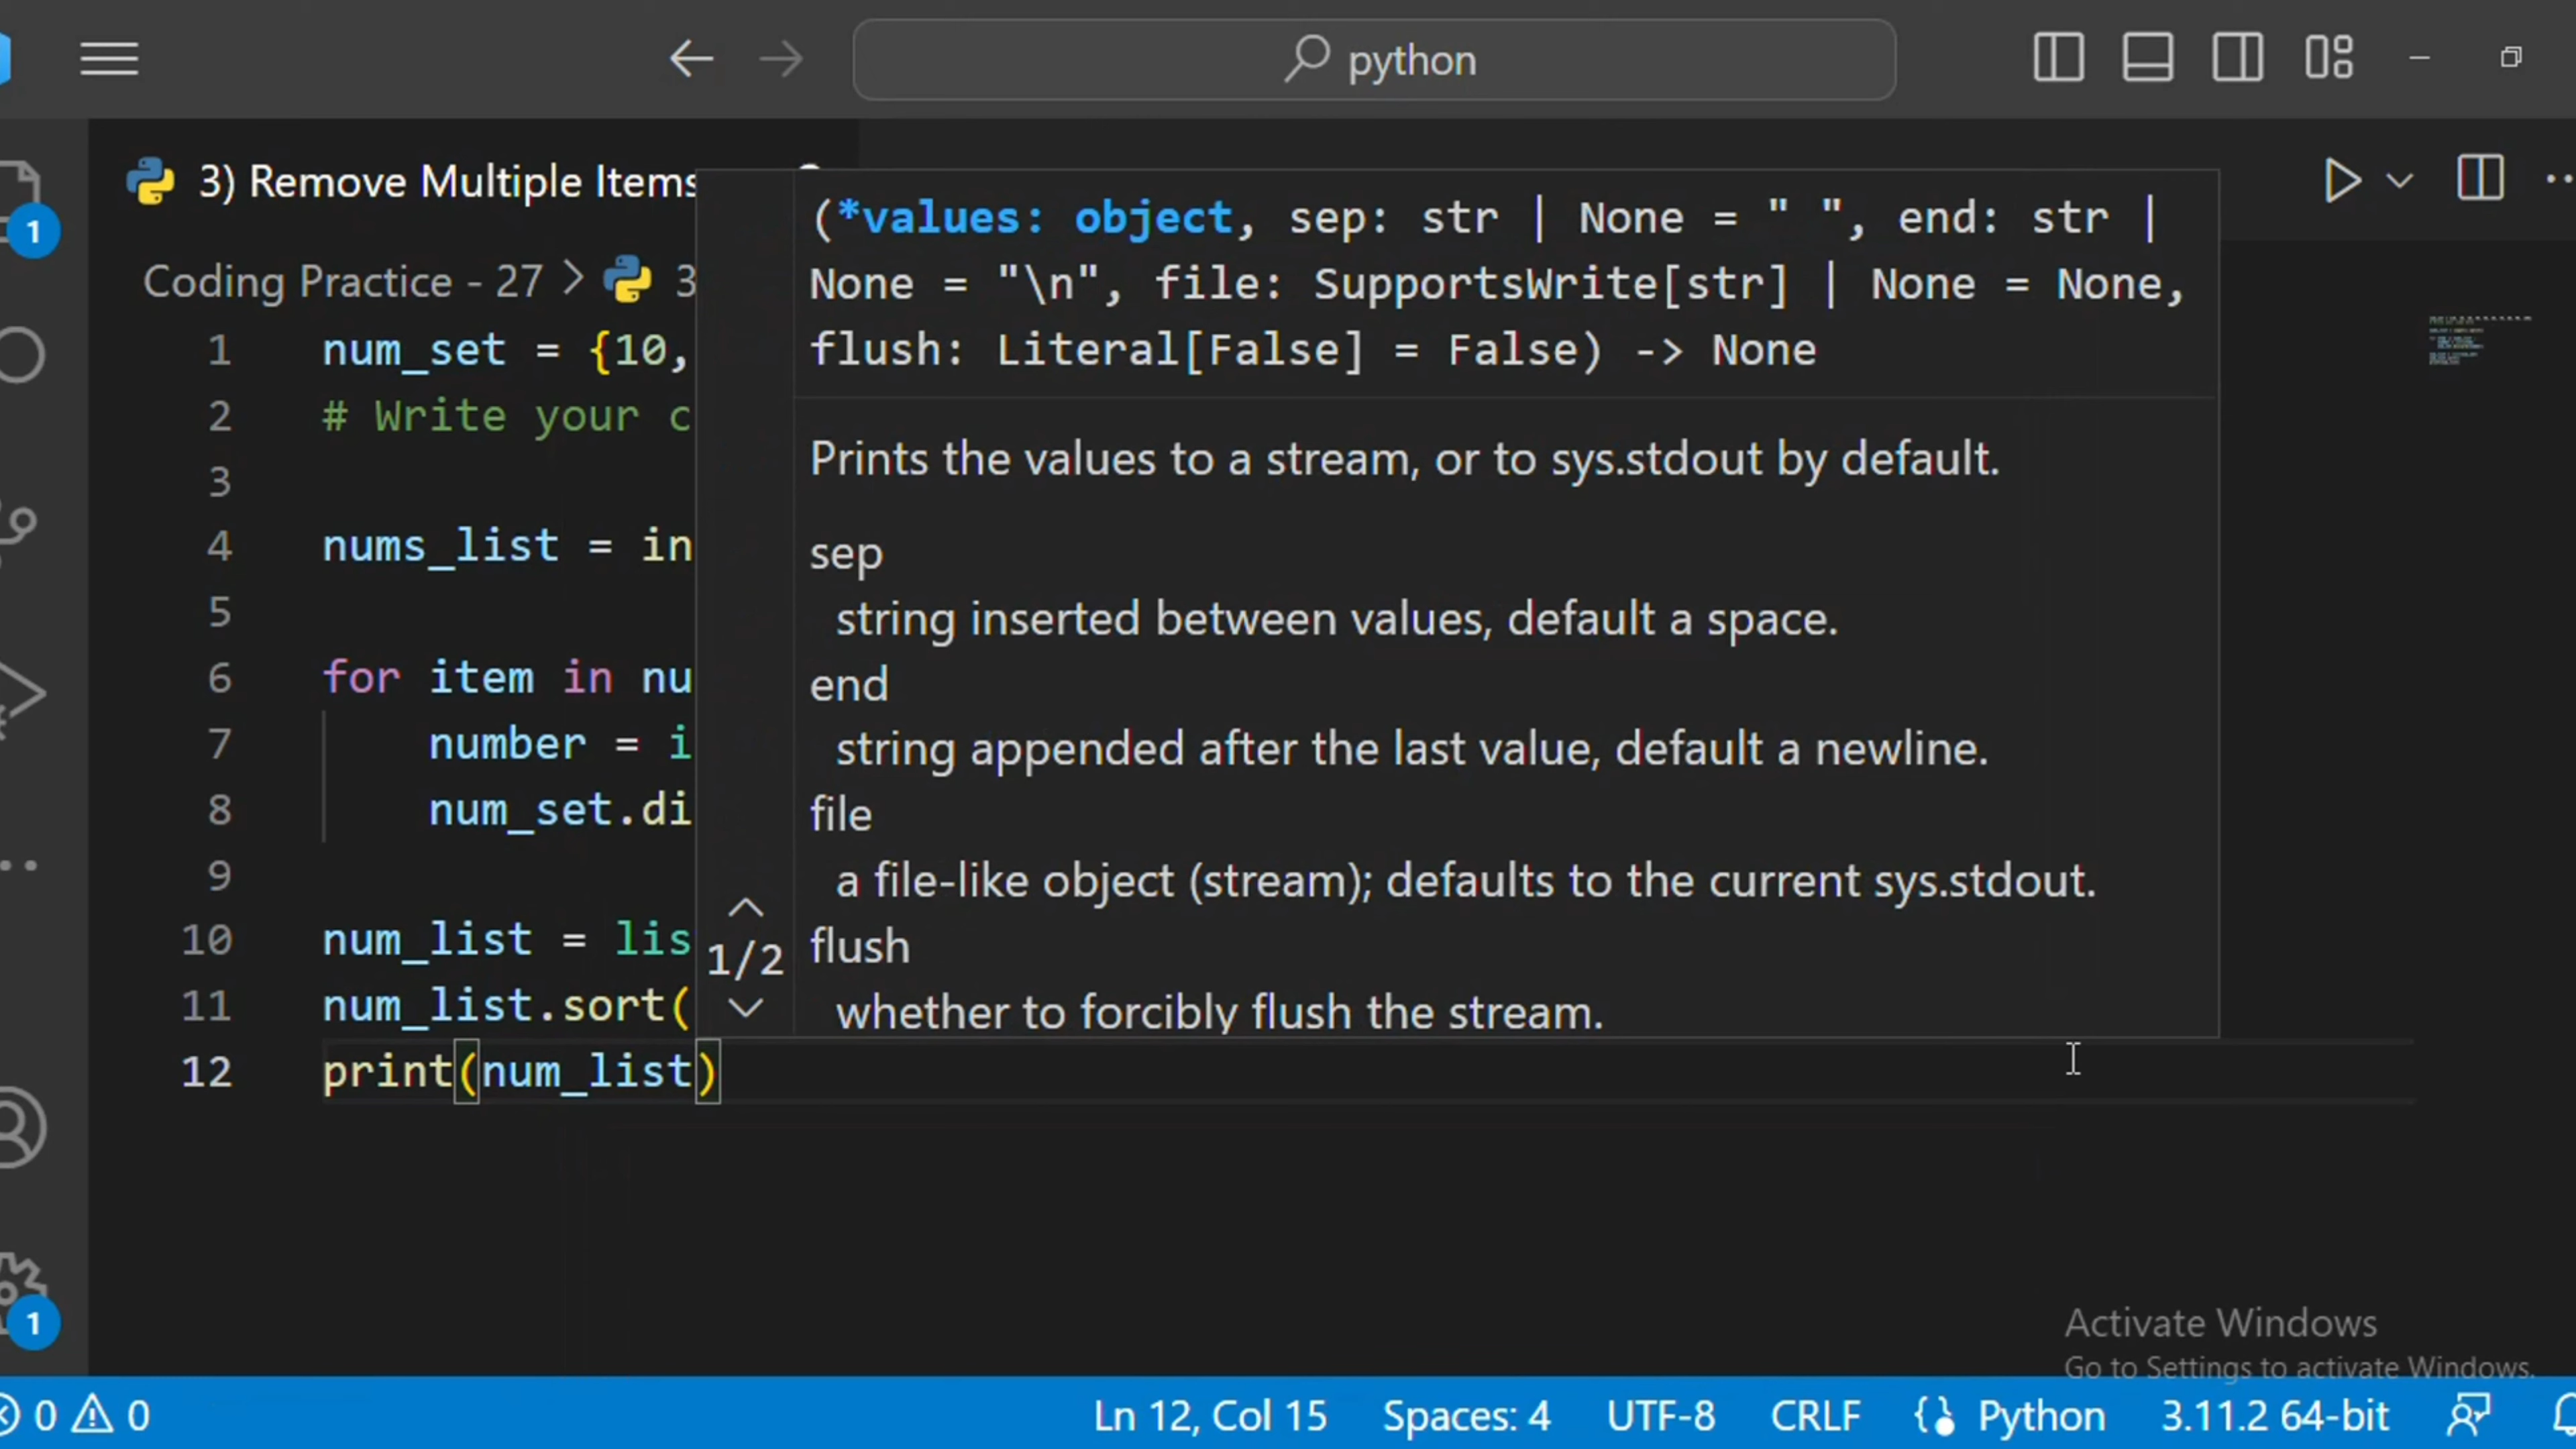 python
3) Remove Multiple Items
(*values: object, sep: str | None = " ", end: str |
None = "\n", file: SupportsWrite[str] | None = None,
flush: Literal[False] = False) -> None
Coding Practice - 27 > 3
1 num_set = {10,
2 # Write your c
3
4 nums_list = in
5
6 for item in nu
7 number = i
8 num_set.di
9
10 num_list = lis
11 num_list.sort(
12 print(num_list)
Prints the values to a stream, or to sys.stdout by default.
sep
string inserted between values, default a space.
end
string appended after the last value, default a newline.
file
a file-like object (stream); defaults to the current sys.stdout.
flush
whether to forcibly flush the stream.
1/2
1
1
Activate Windows
Go to Settings to activate Windows.
0 0 Ln 12, Col 15 Spaces: 4 UTF-8 CRLF Python 3.11.2 64-bit